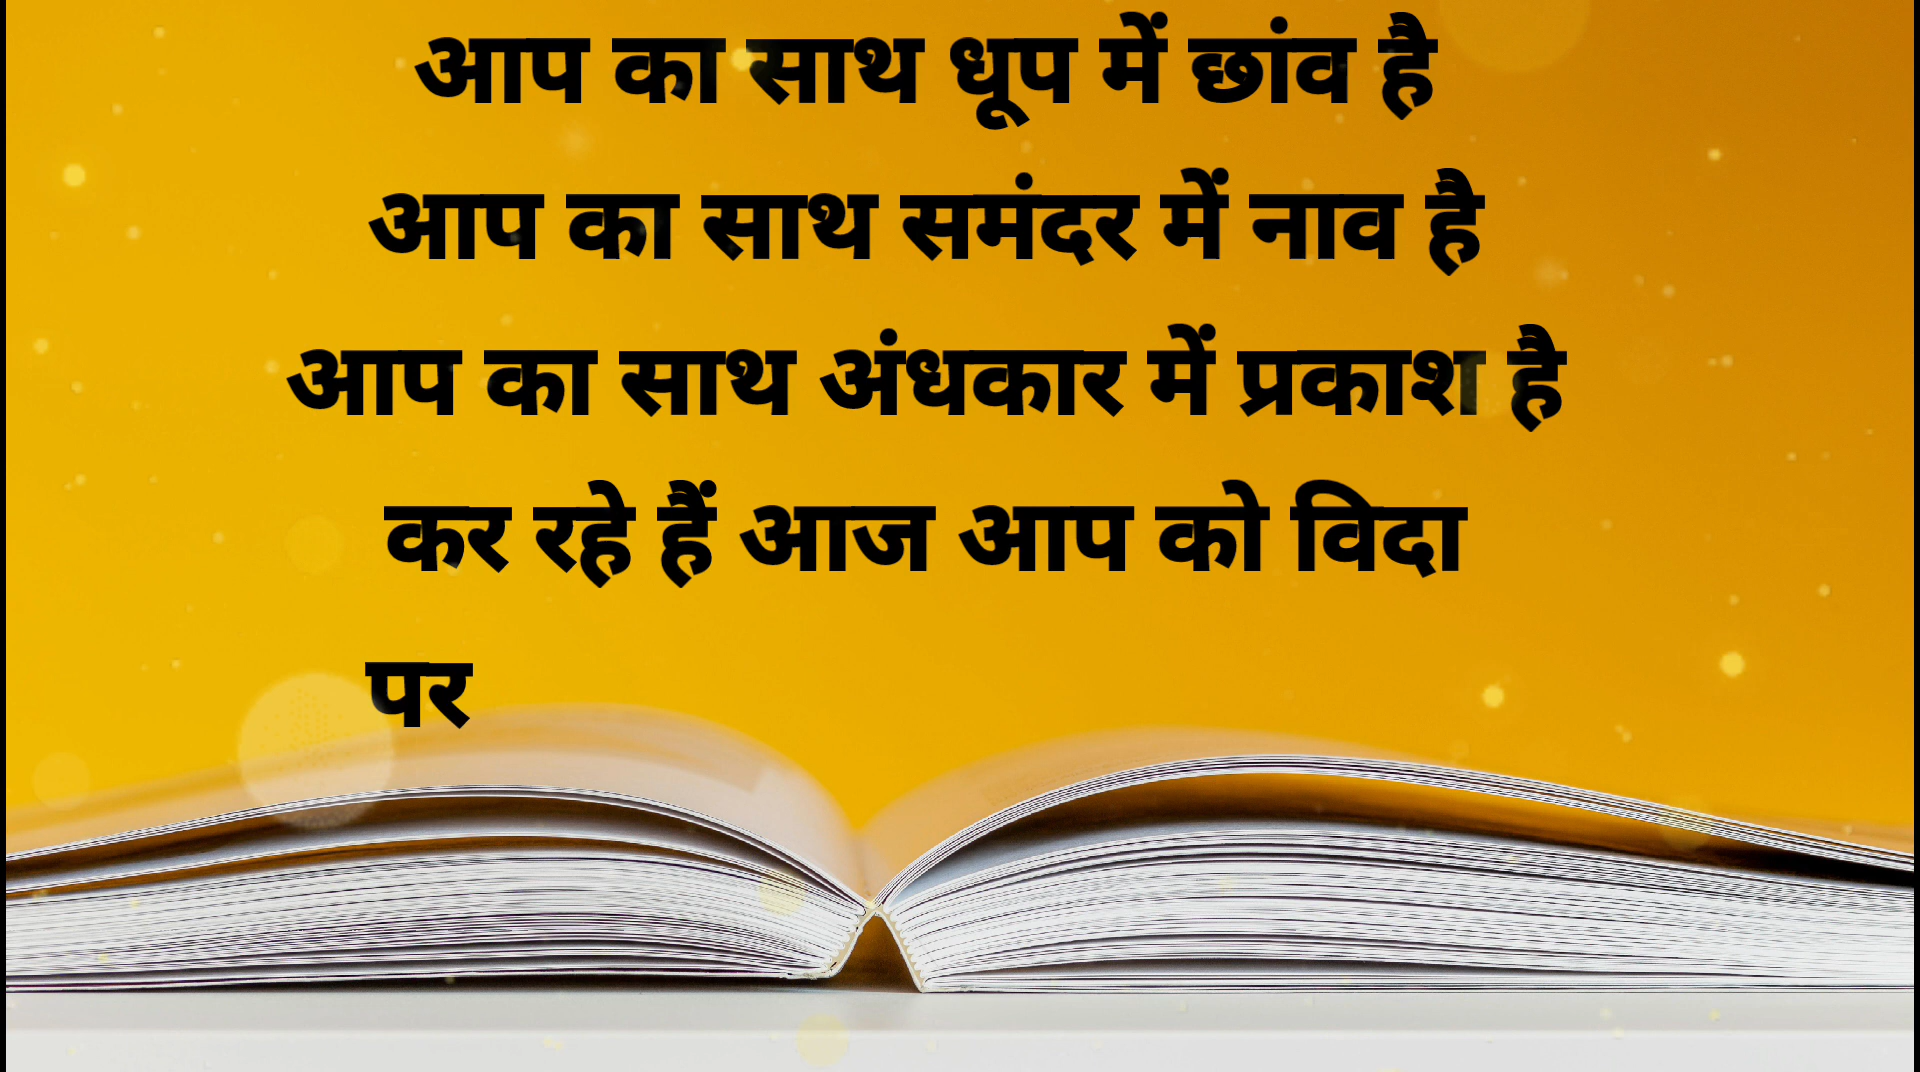 आप का साथ धूप में छांव है
आप का साथ समंदर में नाव है
आप का साथ अंधकार में प्रकाश है
कर रहे हैं आज आप को विदा
पर